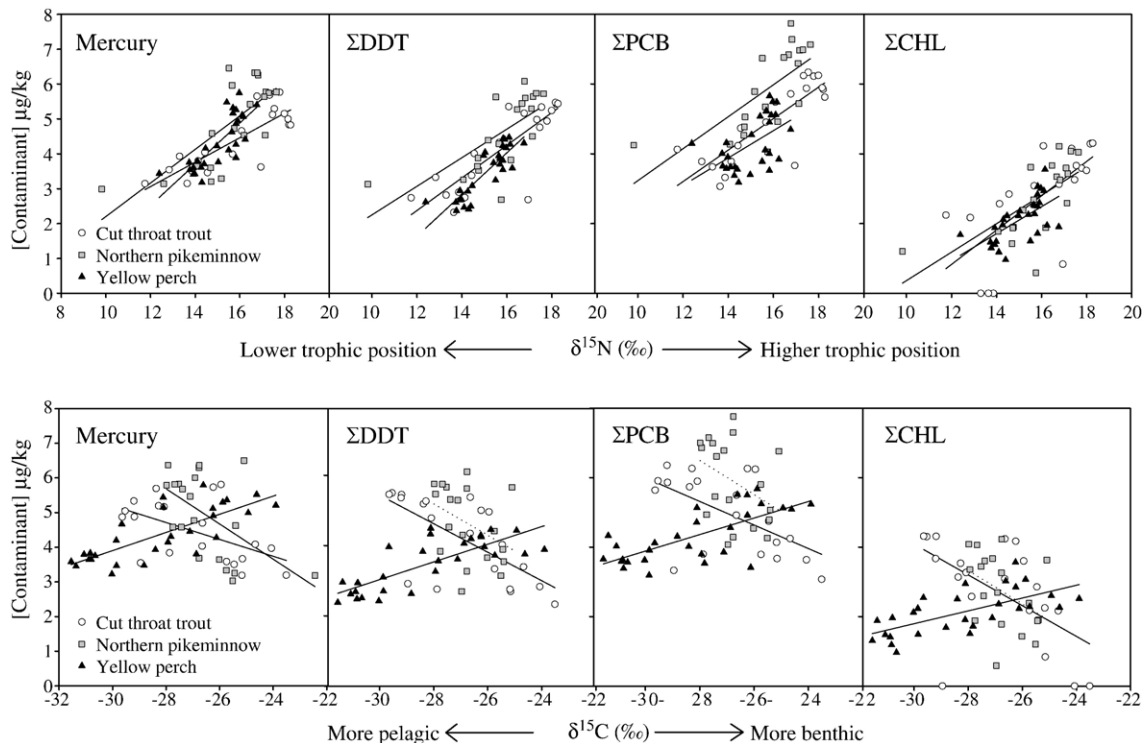 Mercury
ΣDDT
ΣPCB
ΣCHL
[Contaminant] μg/kg
8
7
6
5
4
3
2
1
0
Cut throat trout
Northern pikeminnow
Yellow perch
8 10 12 14 16 18 20 10 12 14 16 18 20 10 12 14 16 18 20 10 12 14 16 18 20
Lower trophic position δ¹⁵N (‰) Higher trophic position
Mercury
ΣDDT
ΣPCB
ΣCHL
[Contaminant] μg/kg
8
7
6
5
4
3
2
1
0
Cut throat trout
Northern pikeminnow
Yellow perch
-32 -30 -28 -26 -24 -22 -30 -28 -26 -24 -22 -30- -28 -26 -24 -22 -30 -28 -26 -24 -22
More pelagic δ¹⁵C (‰) More benthic